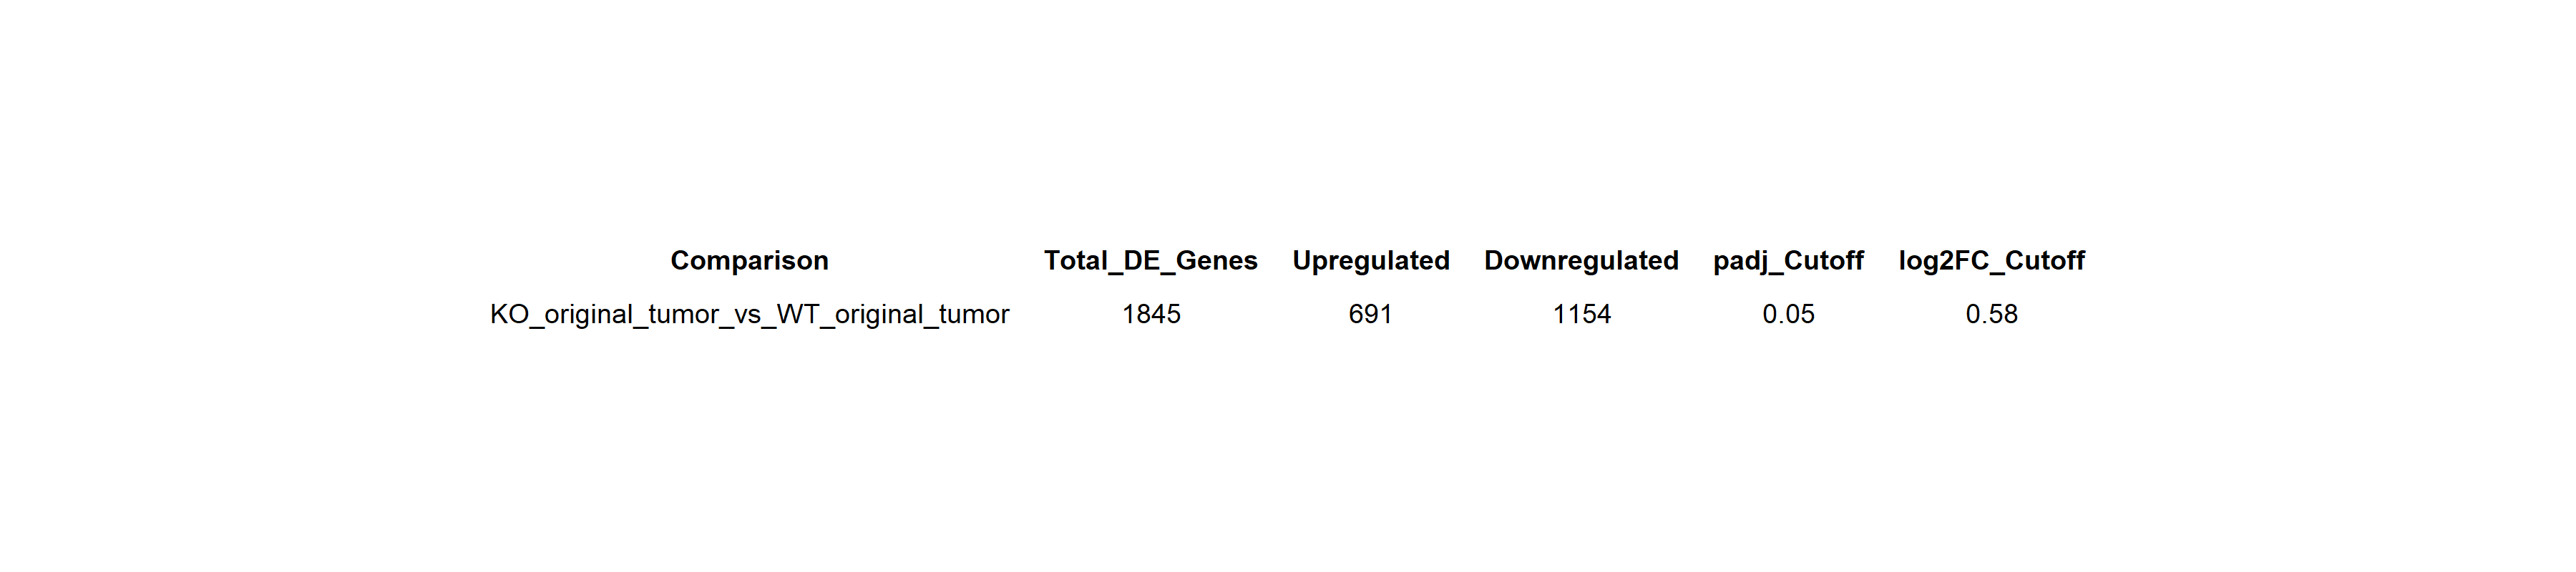 Comparison Total_DE_Genes Upregulated Downregulated padj_Cutoff log2FC_Cutoff
KO_original_tumor_vs_WT_original_tumor 1845 691 1154 0.05 0.58